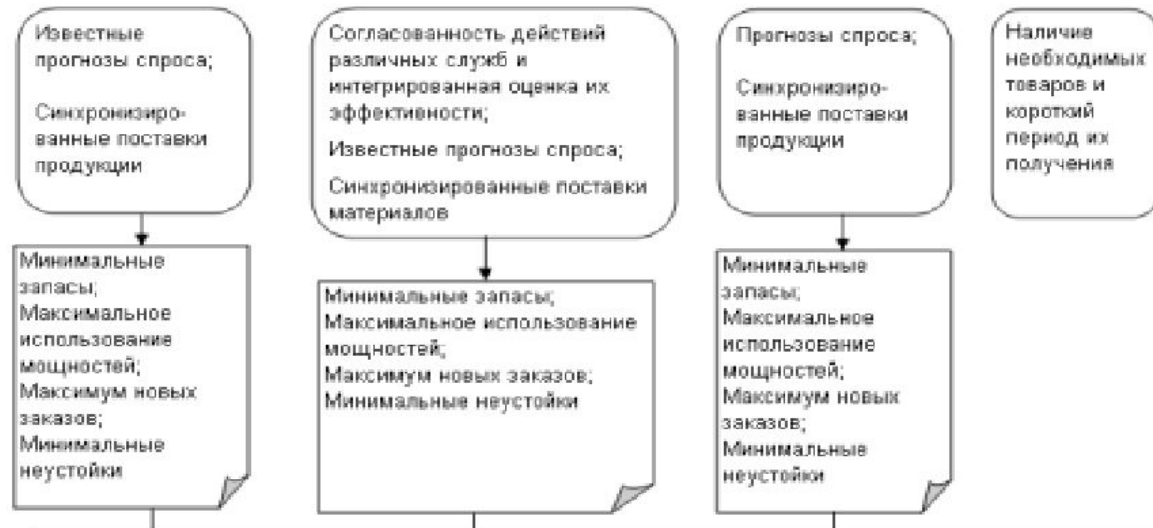 Известные
прогнозы спроса;
Синхронизиро-
ванные поставки
продукции
Согласованность действий
различных служб и
интегрированная оценка их
эффективности;
Известные прогнозы спроса;
Синхронизированные поставки
материалов
Прогнозы спроса;
Синхронизиро-
ванные поставки
продукции
Наличие
необходимых
товаров и
короткий
период их
получения
Минимальные
запасы;
Максимальное
использование
мощностей;
Максимум новых
заказов;
Минимальные
неустойки
Минимальные запасы;
Максимальное использование
мощностей;
Максимум новых заказов;
Минимальные неустойки
Минимальные
запасы;
Максимальное
использование
мощностей;
Максимум новых
заказов;
Минимальные
неустойки